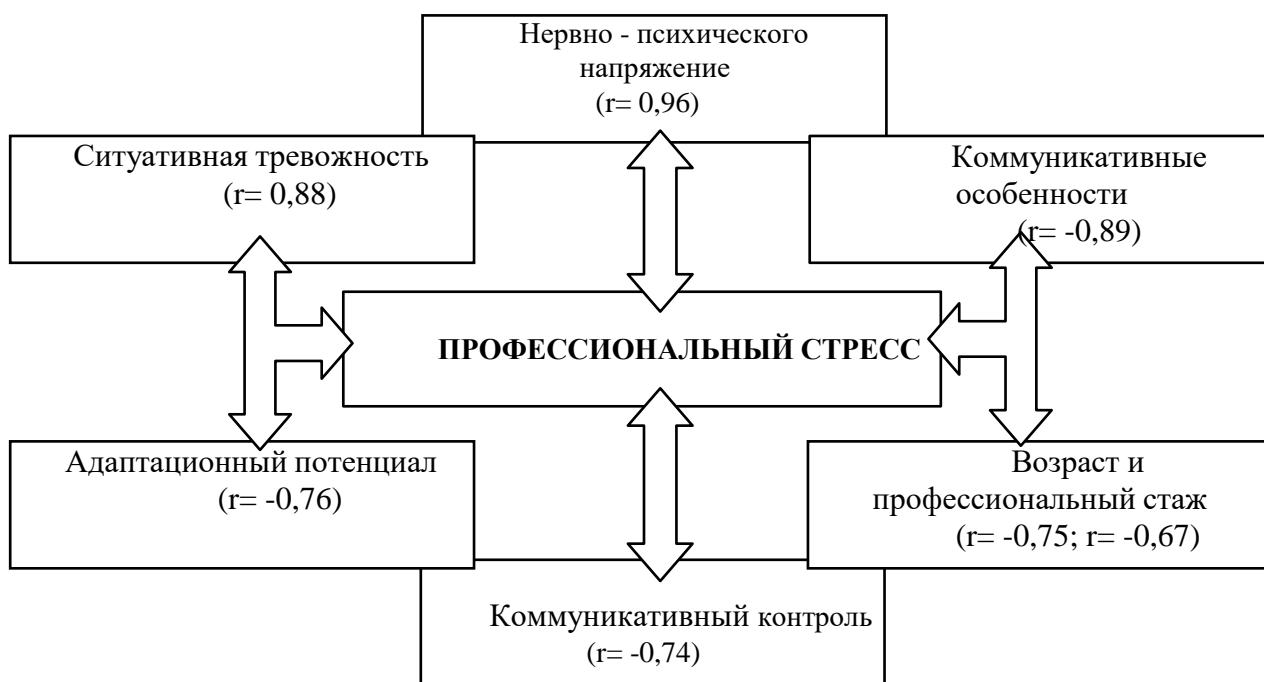 Нервно - психического
напряжение
(r= 0,96)
Ситуативная тревожность
(r= 0,88)
Коммуникативные
особенности
(r= -0,89)
ПРОФЕССИОНАЛЬНЫЙ СТРЕСС
Адаптационный потенциал
(r= -0,76)
Возраст и
профессиональный стаж
(r= -0,75; r= -0,67)
Коммуникативный контроль
(r= -0,74)